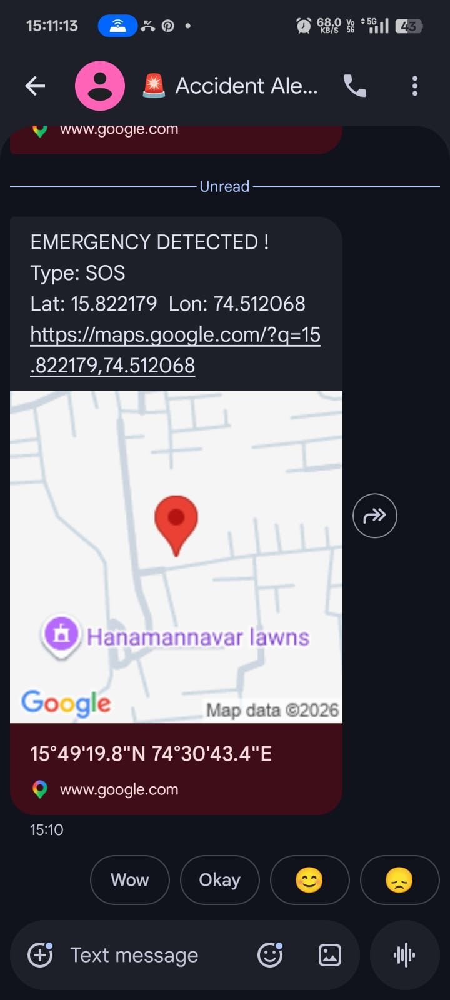 15:11:13
68.0 KB/S
Vo 5G
5G
43
🚨 Accident Ale...
www.google.com
Unread
EMERGENCY DETECTED !
Type: SOS
Lat: 15.822179  Lon: 74.512068
https://maps.google.com/?q=15
.822179,74.512068
Hanamannavar lawns
Google
Map data ©2026
15°49'19.8"N 74°30'43.4"E
www.google.com
15:10
Wow
Okay
😊
😞
Text message